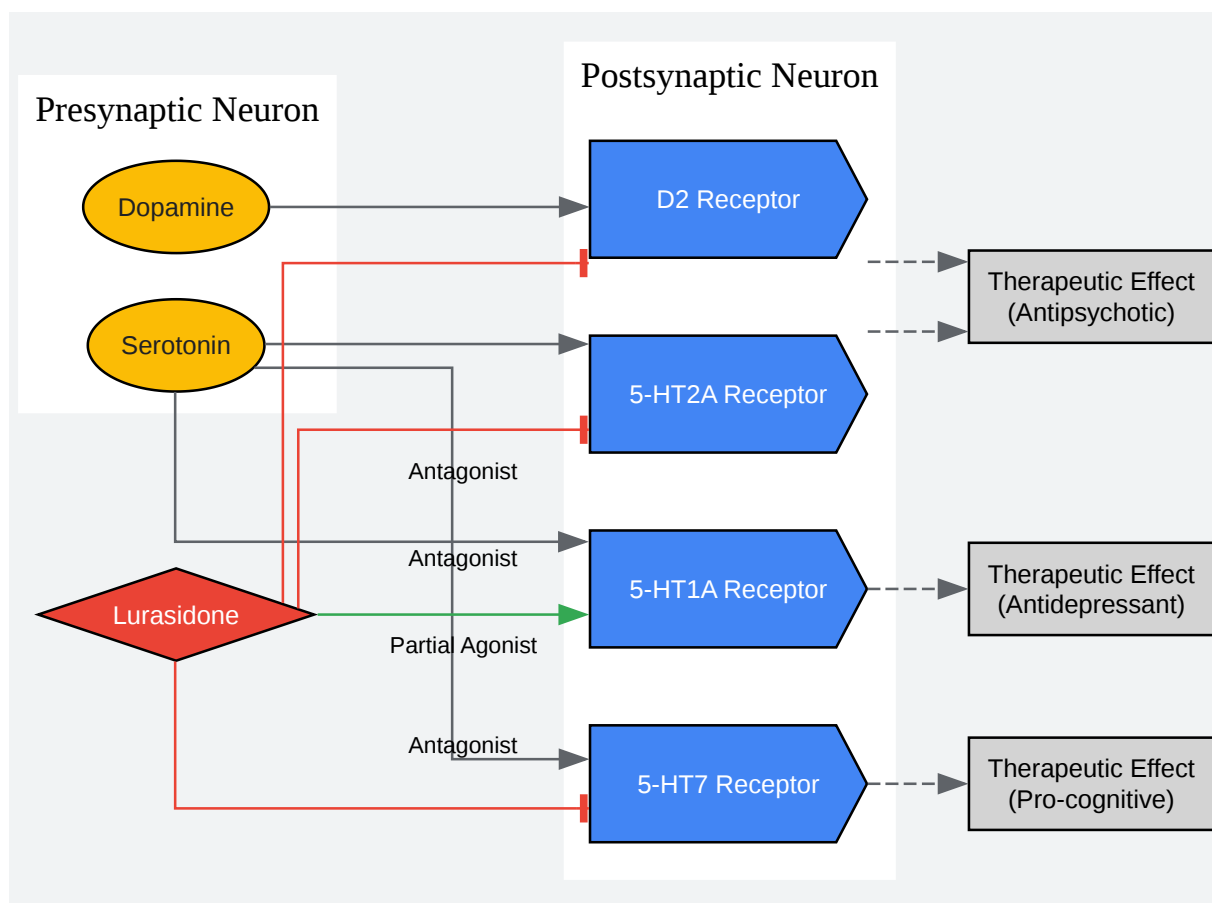 Presynaptic Neuron
Postsynaptic Neuron
Dopamine
D2 Receptor
Therapeutic Effect
(Antipsychotic)
Serotonin
5-HT2A Receptor
Antagonist
Antagonist
5-HT1A Receptor
Therapeutic Effect
(Antidepressant)
Lurasidone
Partial Agonist
Antagonist
5-HT7 Receptor
Therapeutic Effect
(Pro-cognitive)